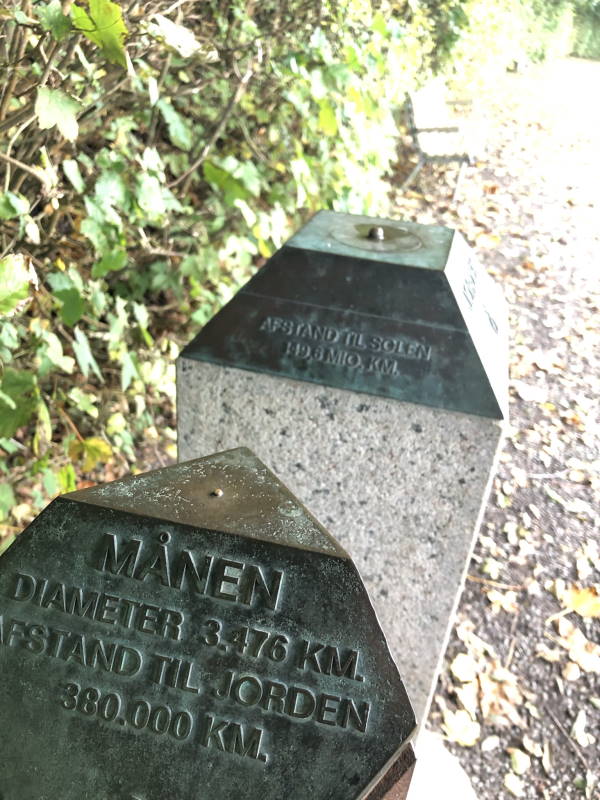 AFSTAND TIL SOLEN
149,6 MIO. KM.
MÅNEN
DIAMETER 3.476 KM.
AFSTAND TIL JORDEN
380.000 KM.